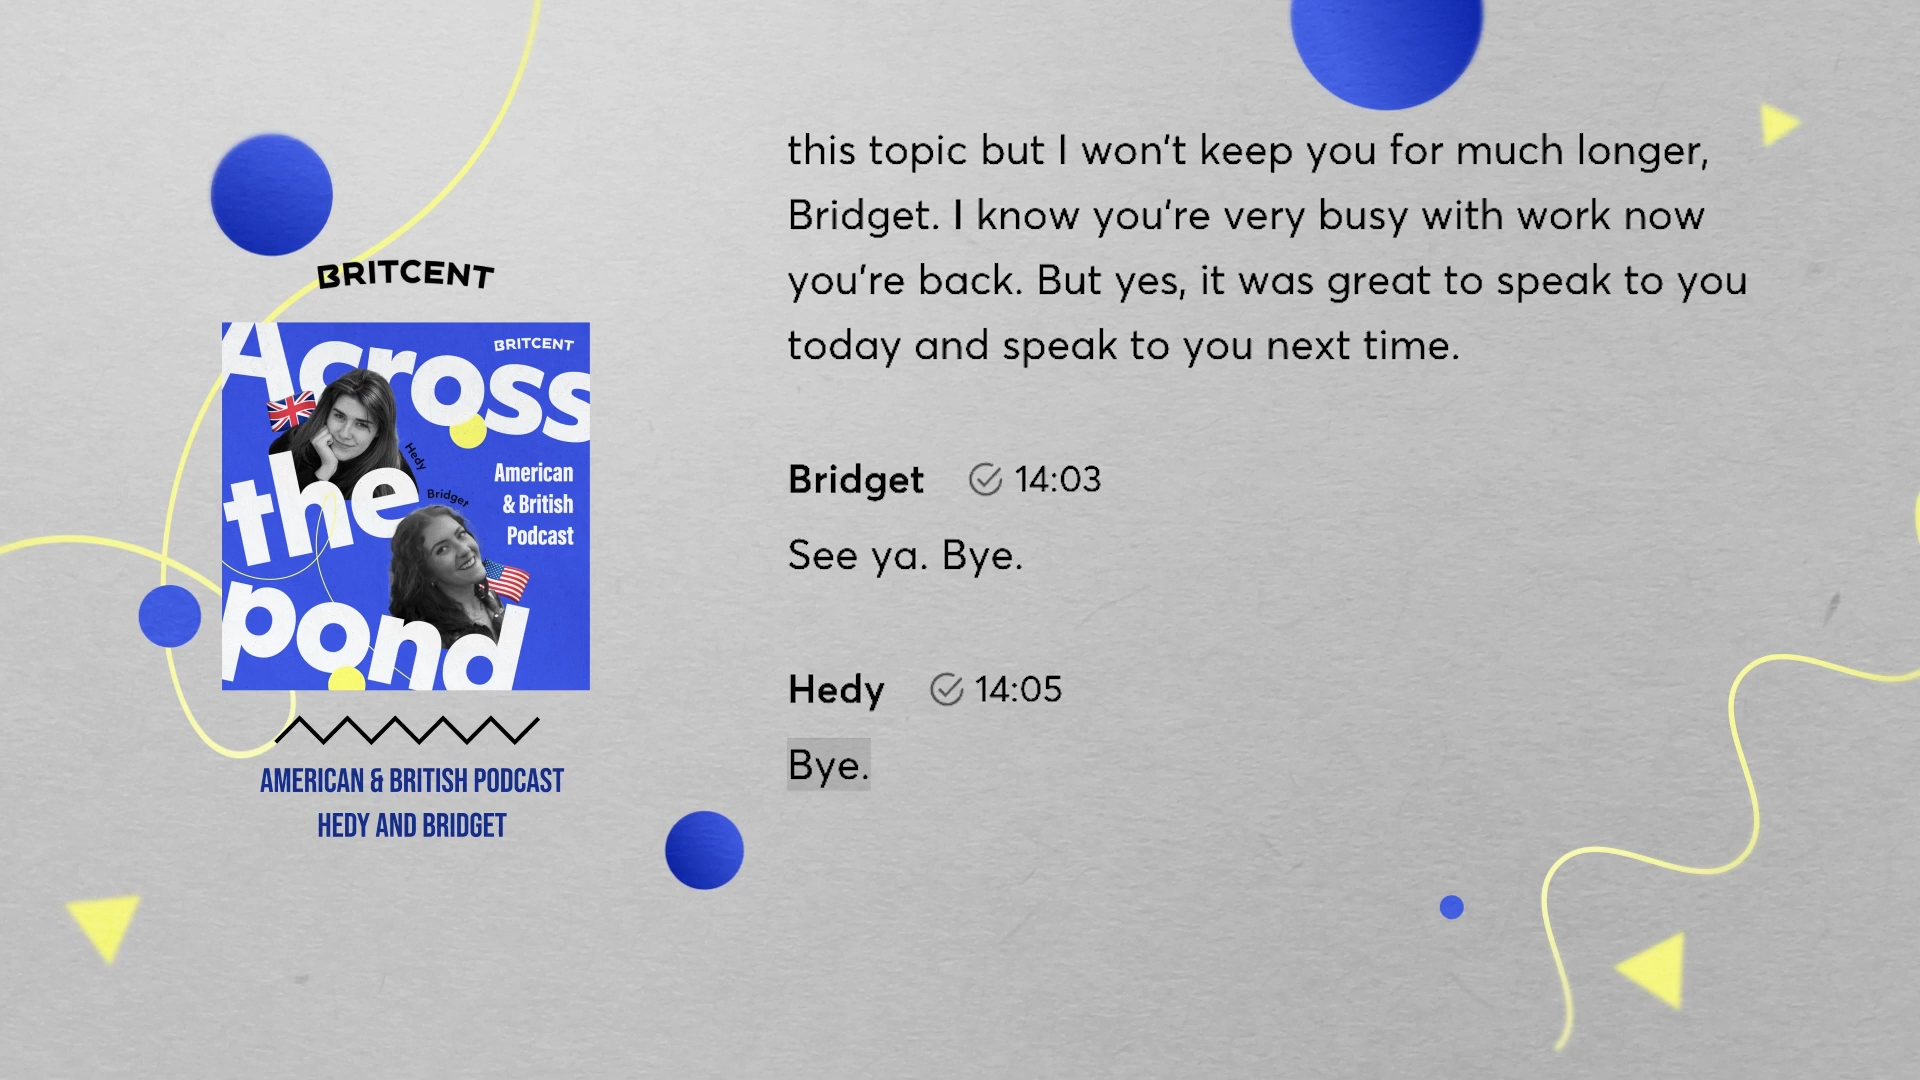 BRITCENT
Across
BRITCENT
Hedy
the
Bridget
American
& British
Podcast
pond
AMERICAN & BRITISH PODCAST
HEDY AND BRIDGET
this topic but I won't keep you for much longer,
Bridget. I know you're very busy with work now
you're back. But yes, it was great to speak to you
today and speak to you next time.
Bridget 14:03
See ya. Bye.
Hedy 14:05
Bye.